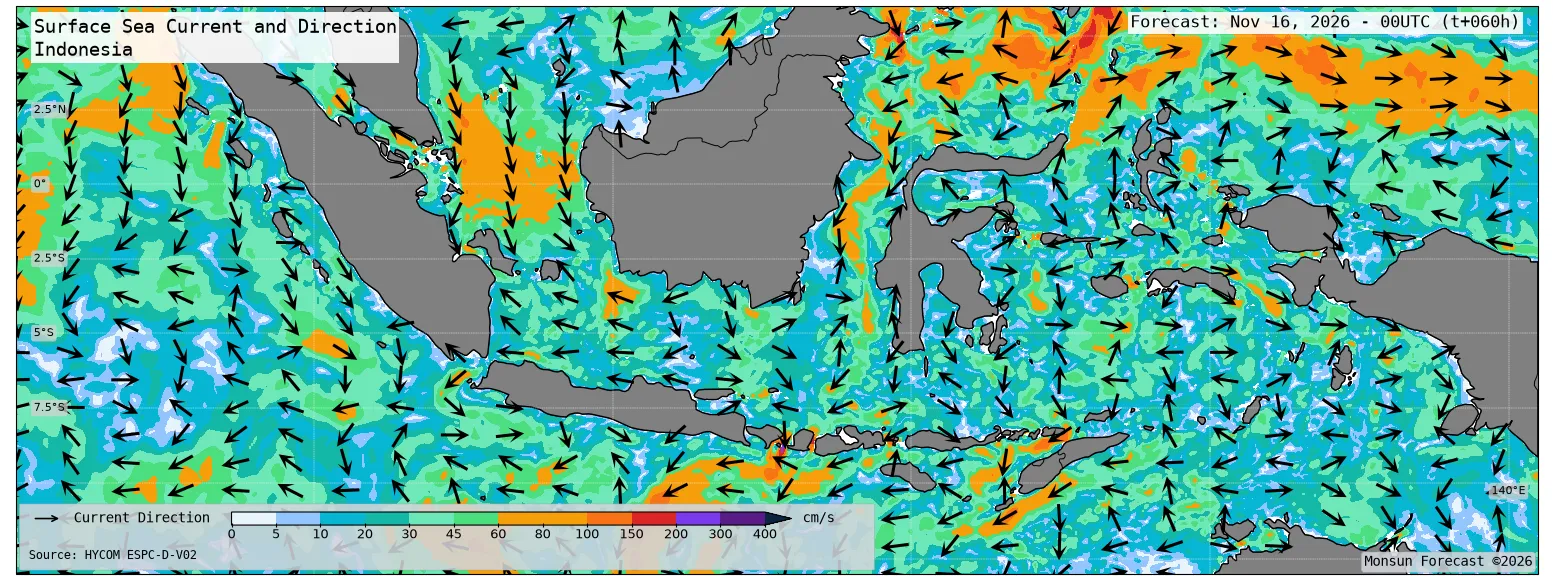 Surface Sea Current and Direction
Indonesia
Forecast: Nov 16, 2026 - 00UTC (t+060h)
2.5°N
0°
2.5°S
5°S
7.5°S
140°E
Current Direction
0 5 10 20 30 45 60 80 100 150 200 300 400 cm/s
Source: HYCOM ESPC-D-V02
Monsun Forecast ©2026